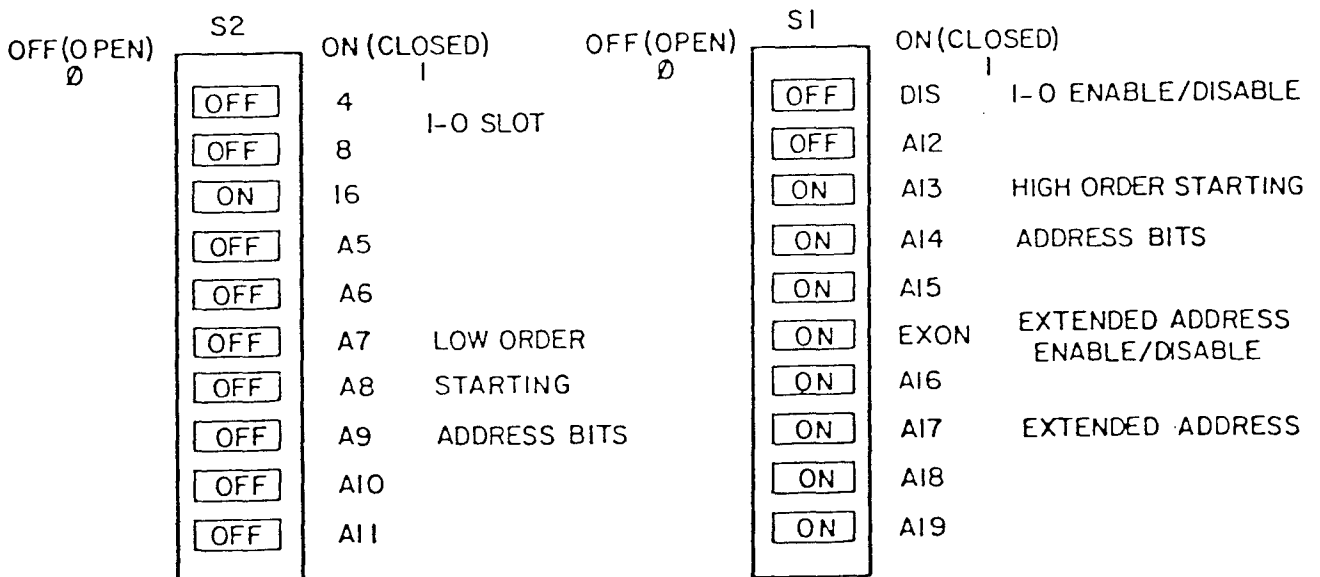 S2
OFF(OPEN)
Ø
ON(CLOSED)
1
OFF 4
I-O SLOT
OFF 8
ON 16
OFF A5
OFF A6
OFF A7 LOW ORDER
OFF A8 STARTING
OFF A9 ADDRESS BITS
OFF A10
OFF A11
S1
OFF(OPEN)
Ø
ON(CLOSED)
1
OFF DIS I-O ENABLE/DISABLE
OFF A12
ON A13 HIGH ORDER STARTING
ON A14 ADDRESS BITS
ON A15
ON EXON EXTENDED ADDRESS
ENABLE/DISABLE
ON A16
ON A17 EXTENDED ADDRESS
ON A18
ON A19